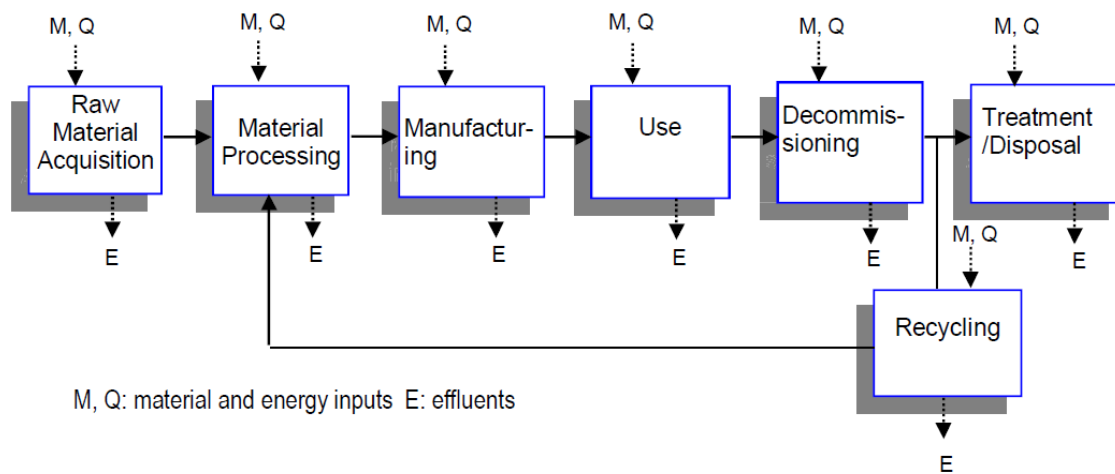 M, Q
M, Q
M, Q
M, Q
M, Q
M, Q
Raw
Material
Acquisition
Material
Processing
Manufactur-
ing
Use
Decommis-
sioning
Treatment
/Disposal
E
E
E
E
E
E
M, Q
Recycling
E
M, Q: material and energy inputs E: effluents